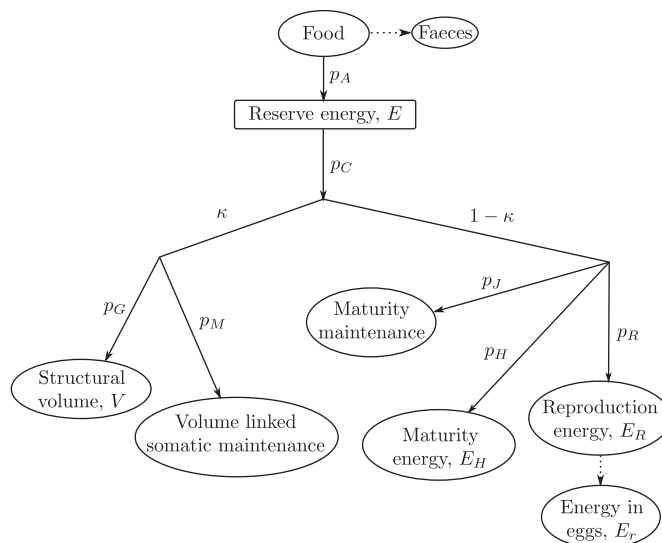 Food
Faeces
p_A
Reserve energy, E
p_C
κ
1 − κ
p_G
p_M
p_J
p_H
p_R
Maturity
maintenance
Structural
volume, V
Volume linked
somatic maintenance
Maturity
energy, E_H
Reproduction
energy, E_R
Energy in
eggs, E_r